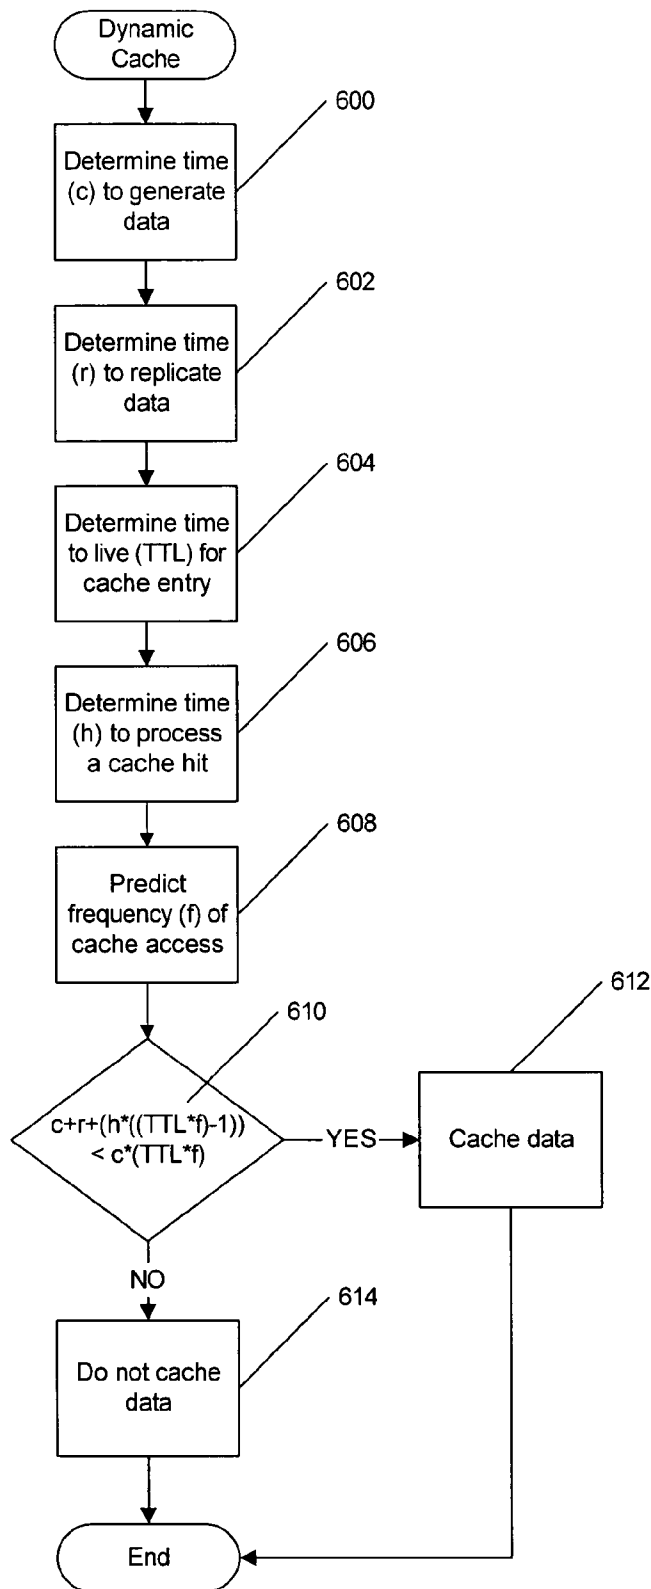 Dynamic
Cache
600
Determine time
(c) to generate
data
602
Determine time
(r) to replicate
data
604
Determine time
to live (TTL) for
cache entry
606
Determine time
(h) to process
a cache hit
608
Predict
frequency (f) of
cache access
610
c+r+(h*((TTL*f)-1))
< c*(TTL*f)
YES
612
Cache data
NO
614
Do not cache
data
End